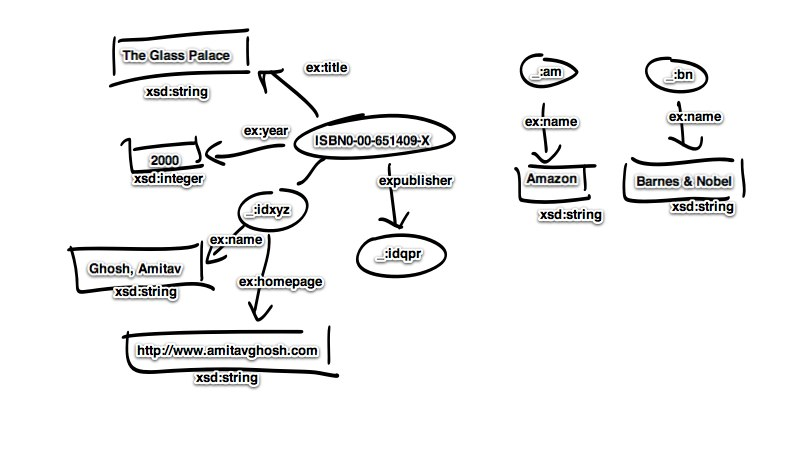 The Glass Palace
xsd:string
ex:title
ex:year
2000
xsd:integer
ISBN0-00-651409-X
expublisher
_:idxyz
ex:name
_:idqpr
Ghosh, Amitav
xsd:string
ex:homepage
http://www.amitavghosh.com
xsd:string
_:am
ex:name
Amazon
xsd:string
_:bn
ex:name
Barnes & Nobel
xsd:string